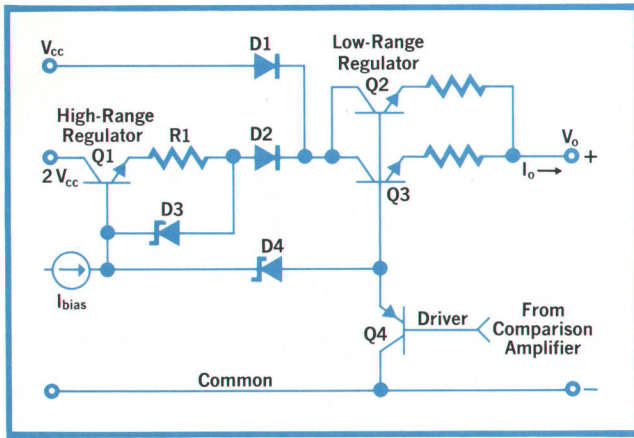 Vcc
D1
Low-Range
Regulator
Q2
High-Range
Regulator
Q1
R1
D2
Vo
+
Io →
2 Vcc
Q3
D3
D4
Ibias
Q4
Driver
From
Comparison
Amplifier
Common
−